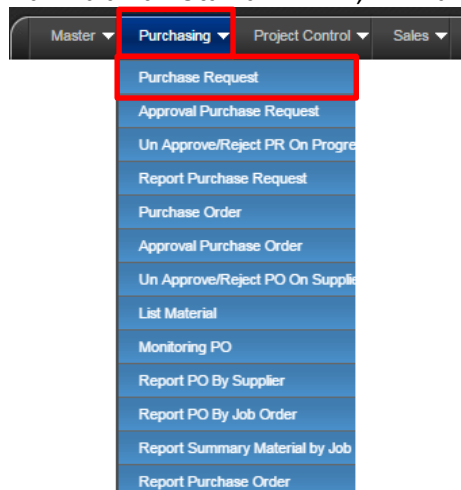 Master Purchasing Project Control Sales
Purchase Request
Approval Purchase Request
Un Approve/Reject PR On Progre
Report Purchase Request
Purchase Order
Approval Purchase Order
Un Approve/Reject PO On Supplie
List Material
Monitoring PO
Report PO By Supplier
Report PO By Job Order
Report Summary Material by Job
Report Purchase Order